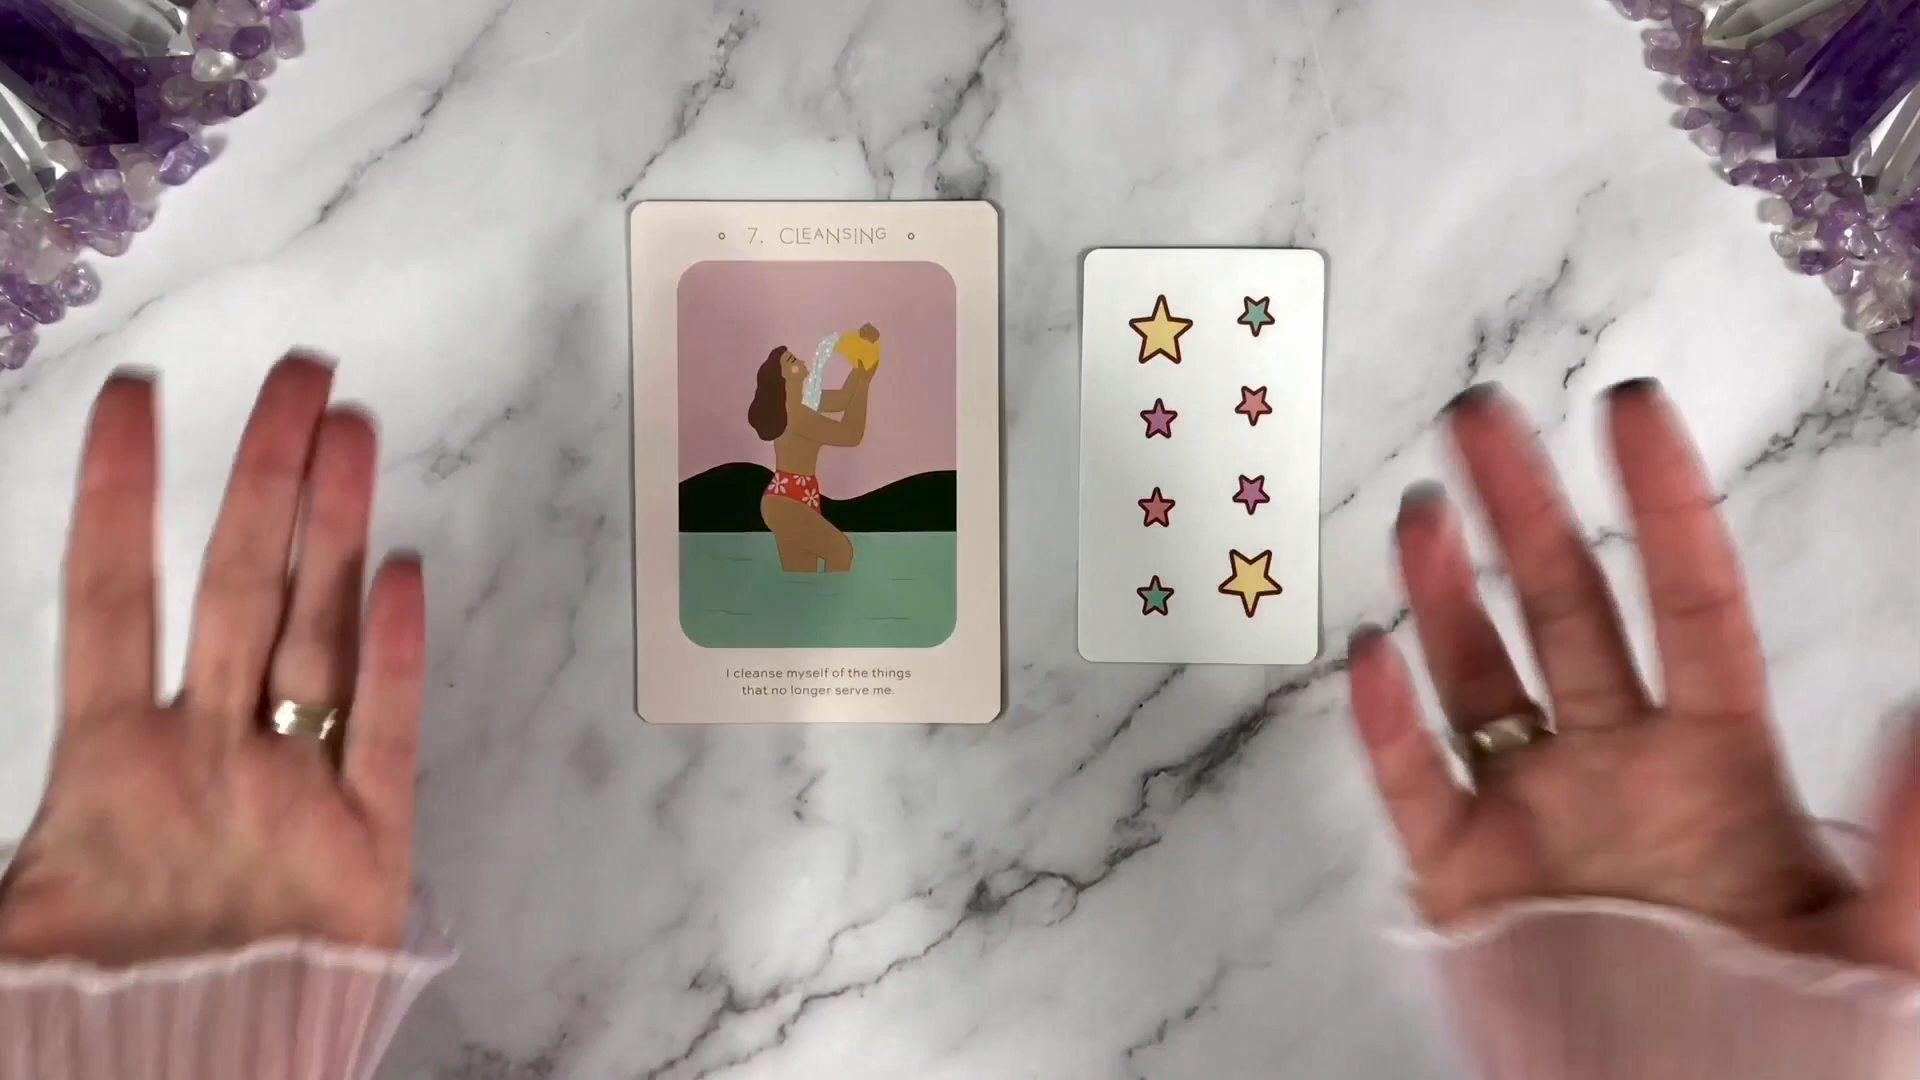 7. CLEANSING
I cleanse myself of the things
that no longer serve me.